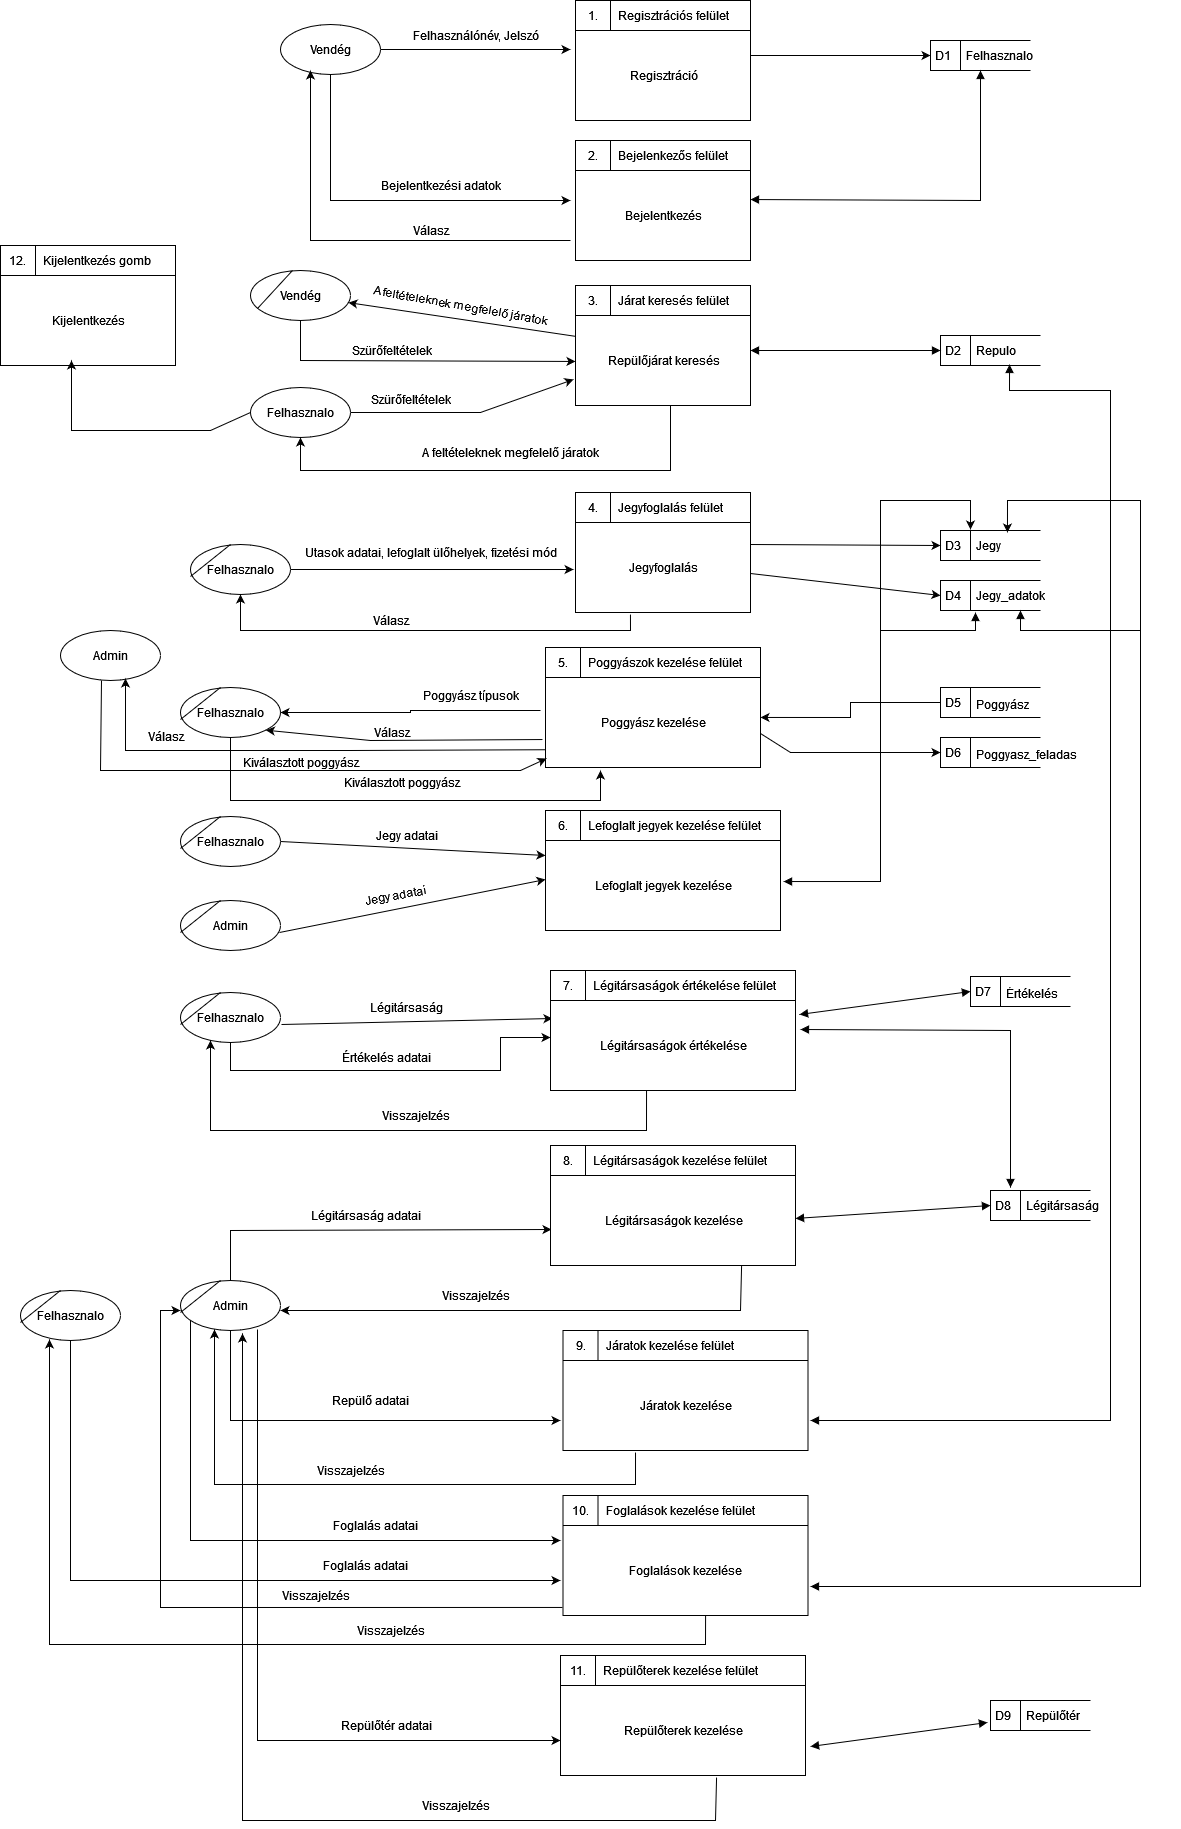 1. Regisztrációs felület
Vendég
Felhasználónév, Jelszó
Regisztráció
D1 Felhasznalo
2. Bejelenkezős felület
Bejelentkezési adatok
Bejelentkezés
Válasz
12. Kijelentkezés gomb
Kijelentkezés
Vendég
A feltételeknek megfelelő járatok
3. Járat keresés felület
Szürőfeltételek
Repülőjárat keresés
D2 Repulo
Felhasznalo
Szürőfeltételek
A feltételeknek megfelelő járatok
4. Jegyfoglalás felület
Felhasznalo
Utasok adatai, lefoglalt ülőhelyek, fizetési mód
Jegyfoglalás
D3 Jegy
D4 Jegy_adatok
Válasz
Admin
5. Poggyászok kezelése felület
Felhasznalo
Poggyász típusok
Poggyász kezelése
D5 Poggyász
Válasz
Válasz
D6 Poggyasz_feladas
Kiválasztott poggyász
Kiválasztott poggyász
6. Lefoglalt jegyek kezelése felület
Felhasznalo
Jegy adatai
Lefoglalt jegyek kezelése
Jegy adatai
Admin
7. Légitársaságok értékelése felület
D7 Értékelés
Felhasznalo
Légitársaság
Légitársaságok értékelése
Értékelés adatai
Visszajelzés
8. Légitársaságok kezelése felület
Légitársaság adatai
Légitársaságok kezelése
D8 Légitársaság
Visszajelzés
Admin
Felhasznalo
9. Járatok kezelése felület
Repülő adatai
Járatok kezelése
Visszajelzés
10. Foglalások kezelése felület
Foglalás adatai
Foglalás adatai
Foglalások kezelése
Visszajelzés
Visszajelzés
11. Repülőterek kezelése felület
Repülőtér adatai
Repülőterek kezelése
D9 Repülőtér
Visszajelzés